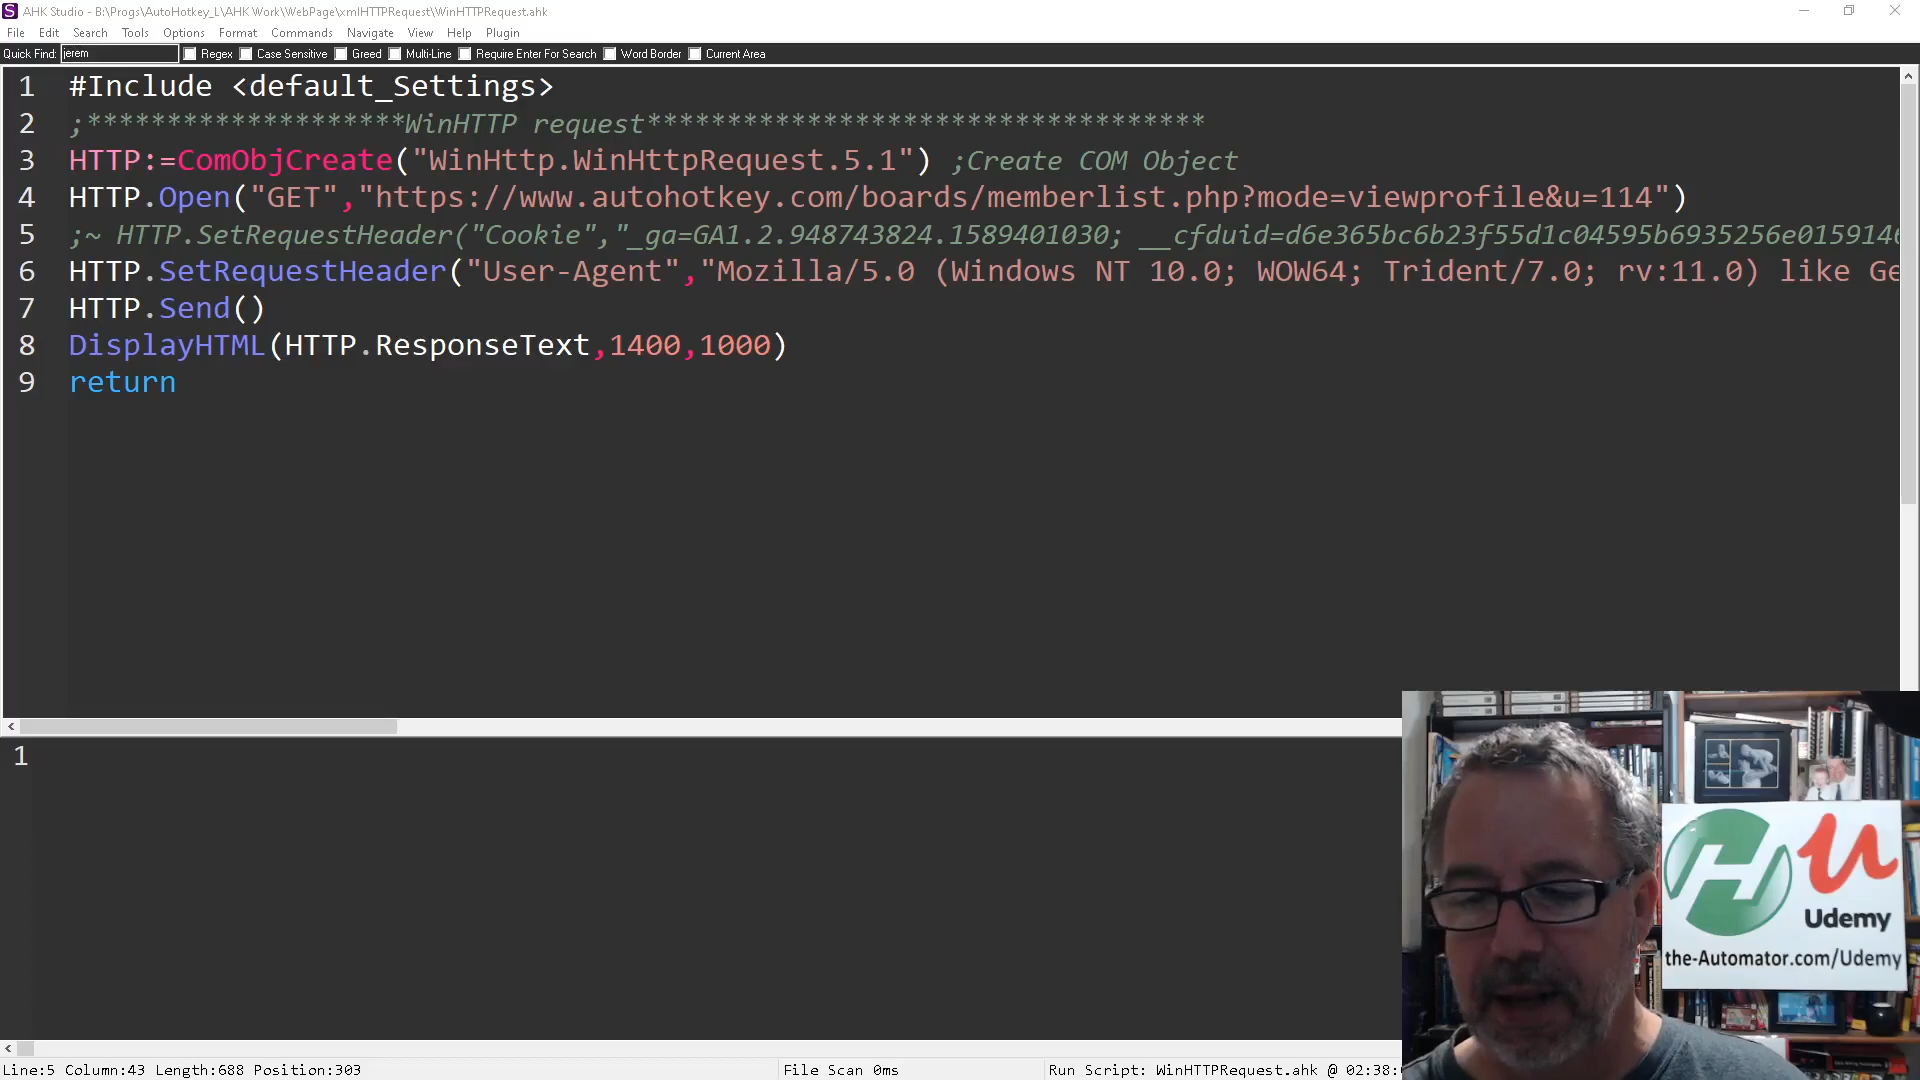 AHK Studio - B:\Progs\AutoHotkey_L\AHK Work\WebPage\xmlHTTPRequest\WinHTTPRequest.ahk
File Edit Search Tools Options Format Commands Navigate View Help Plugin
Quick Find: jerem Regex Case Sensitive Greed Multi-Line Require Enter For Search Word Border Current Area
1 #Include <default_Settings>
2 ;********************WinHTTP request***********************************
3 HTTP:=ComObjCreate("WinHttp.WinHttpRequest.5.1") ;Create COM Object
4 HTTP.Open("GET","https://www.autohotkey.com/boards/memberlist.php?mode=viewprofile&u=114")
5 ;~ HTTP.SetRequestHeader("Cookie","_ga=GA1.2.948743824.1589401030; __cfduid=d6e365bc6b23f55d1c04595b6935256e0159146
6 HTTP.SetRequestHeader("User-Agent","Mozilla/5.0 (Windows NT 10.0; WOW64; Trident/7.0; rv:11.0) like Ge
7 HTTP.Send()
8 DisplayHTML(HTTP.ResponseText,1400,1000)
9 return
1
Udemy
the-Automator.com/Udemy
Line:5 Column:43 Length:688 Position:303 File Scan 0ms Run Script: WinHTTPRequest.ahk @ 02:38: